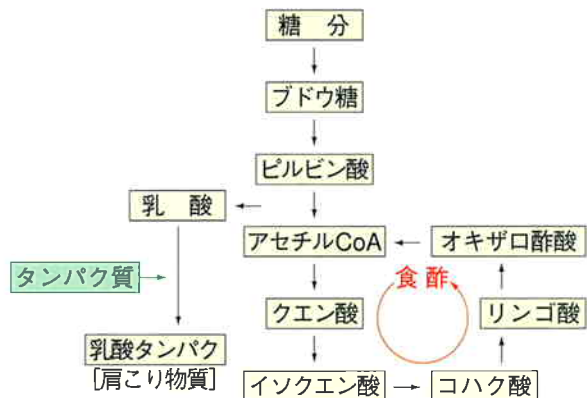 糖 分
ブドウ糖
ピルビン酸
乳 酸
アセチルCoA
オキザロ酢酸
タンパク質
食 酢
クエン酸
リンゴ酸
乳酸タンパク
[肩こり物質]
イソクエン酸
コハク酸